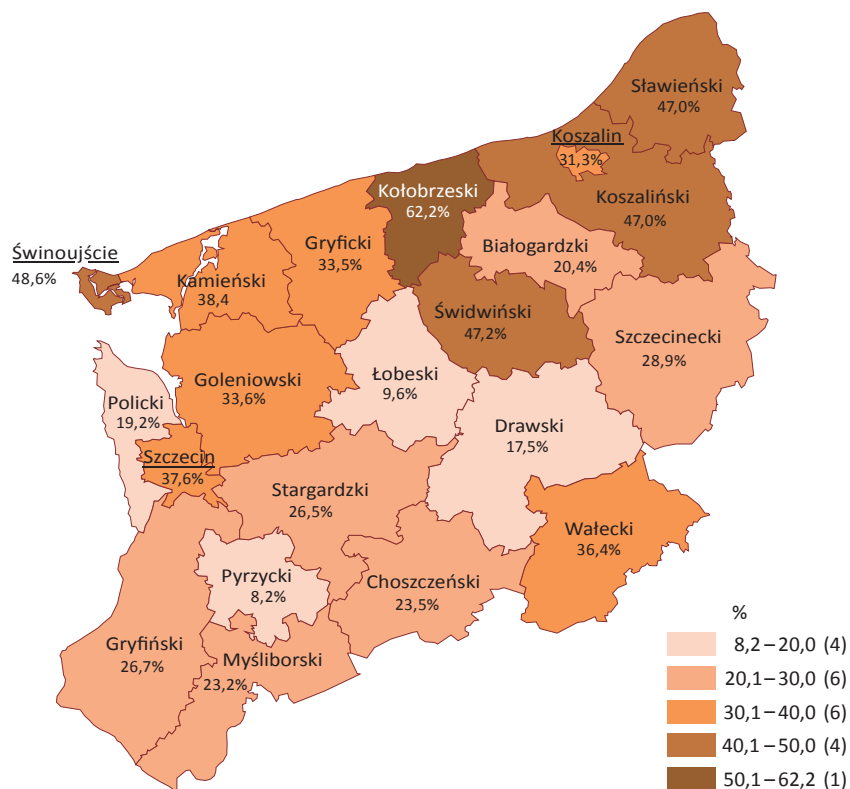 Sławieński
47,0%
Koszalin
31,3%
Kołobrzeski
62,2%
Koszaliński
47,0%
Gryficki
33,5%
Białogardzki
20,4%
Świnoujście
48,6%
Kamieński
38,4
Świdwiński
47,2%
Szczecinecki
28,9%
Goleniowski
33,6%
Łobeski
9,6%
Policki
19,2%
Drawski
17,5%
Szczecin
37,6%
Stargardzki
26,5%
Wałecki
36,4%
Pyrzycki
8,2%
Choszczeński
23,5%
Gryfiński
26,7%
Myśliborski
23,2%
%
8,2–20,0 (4)
20,1–30,0 (6)
30,1–40,0 (6)
40,1–50,0 (4)
50,1–62,2 (1)